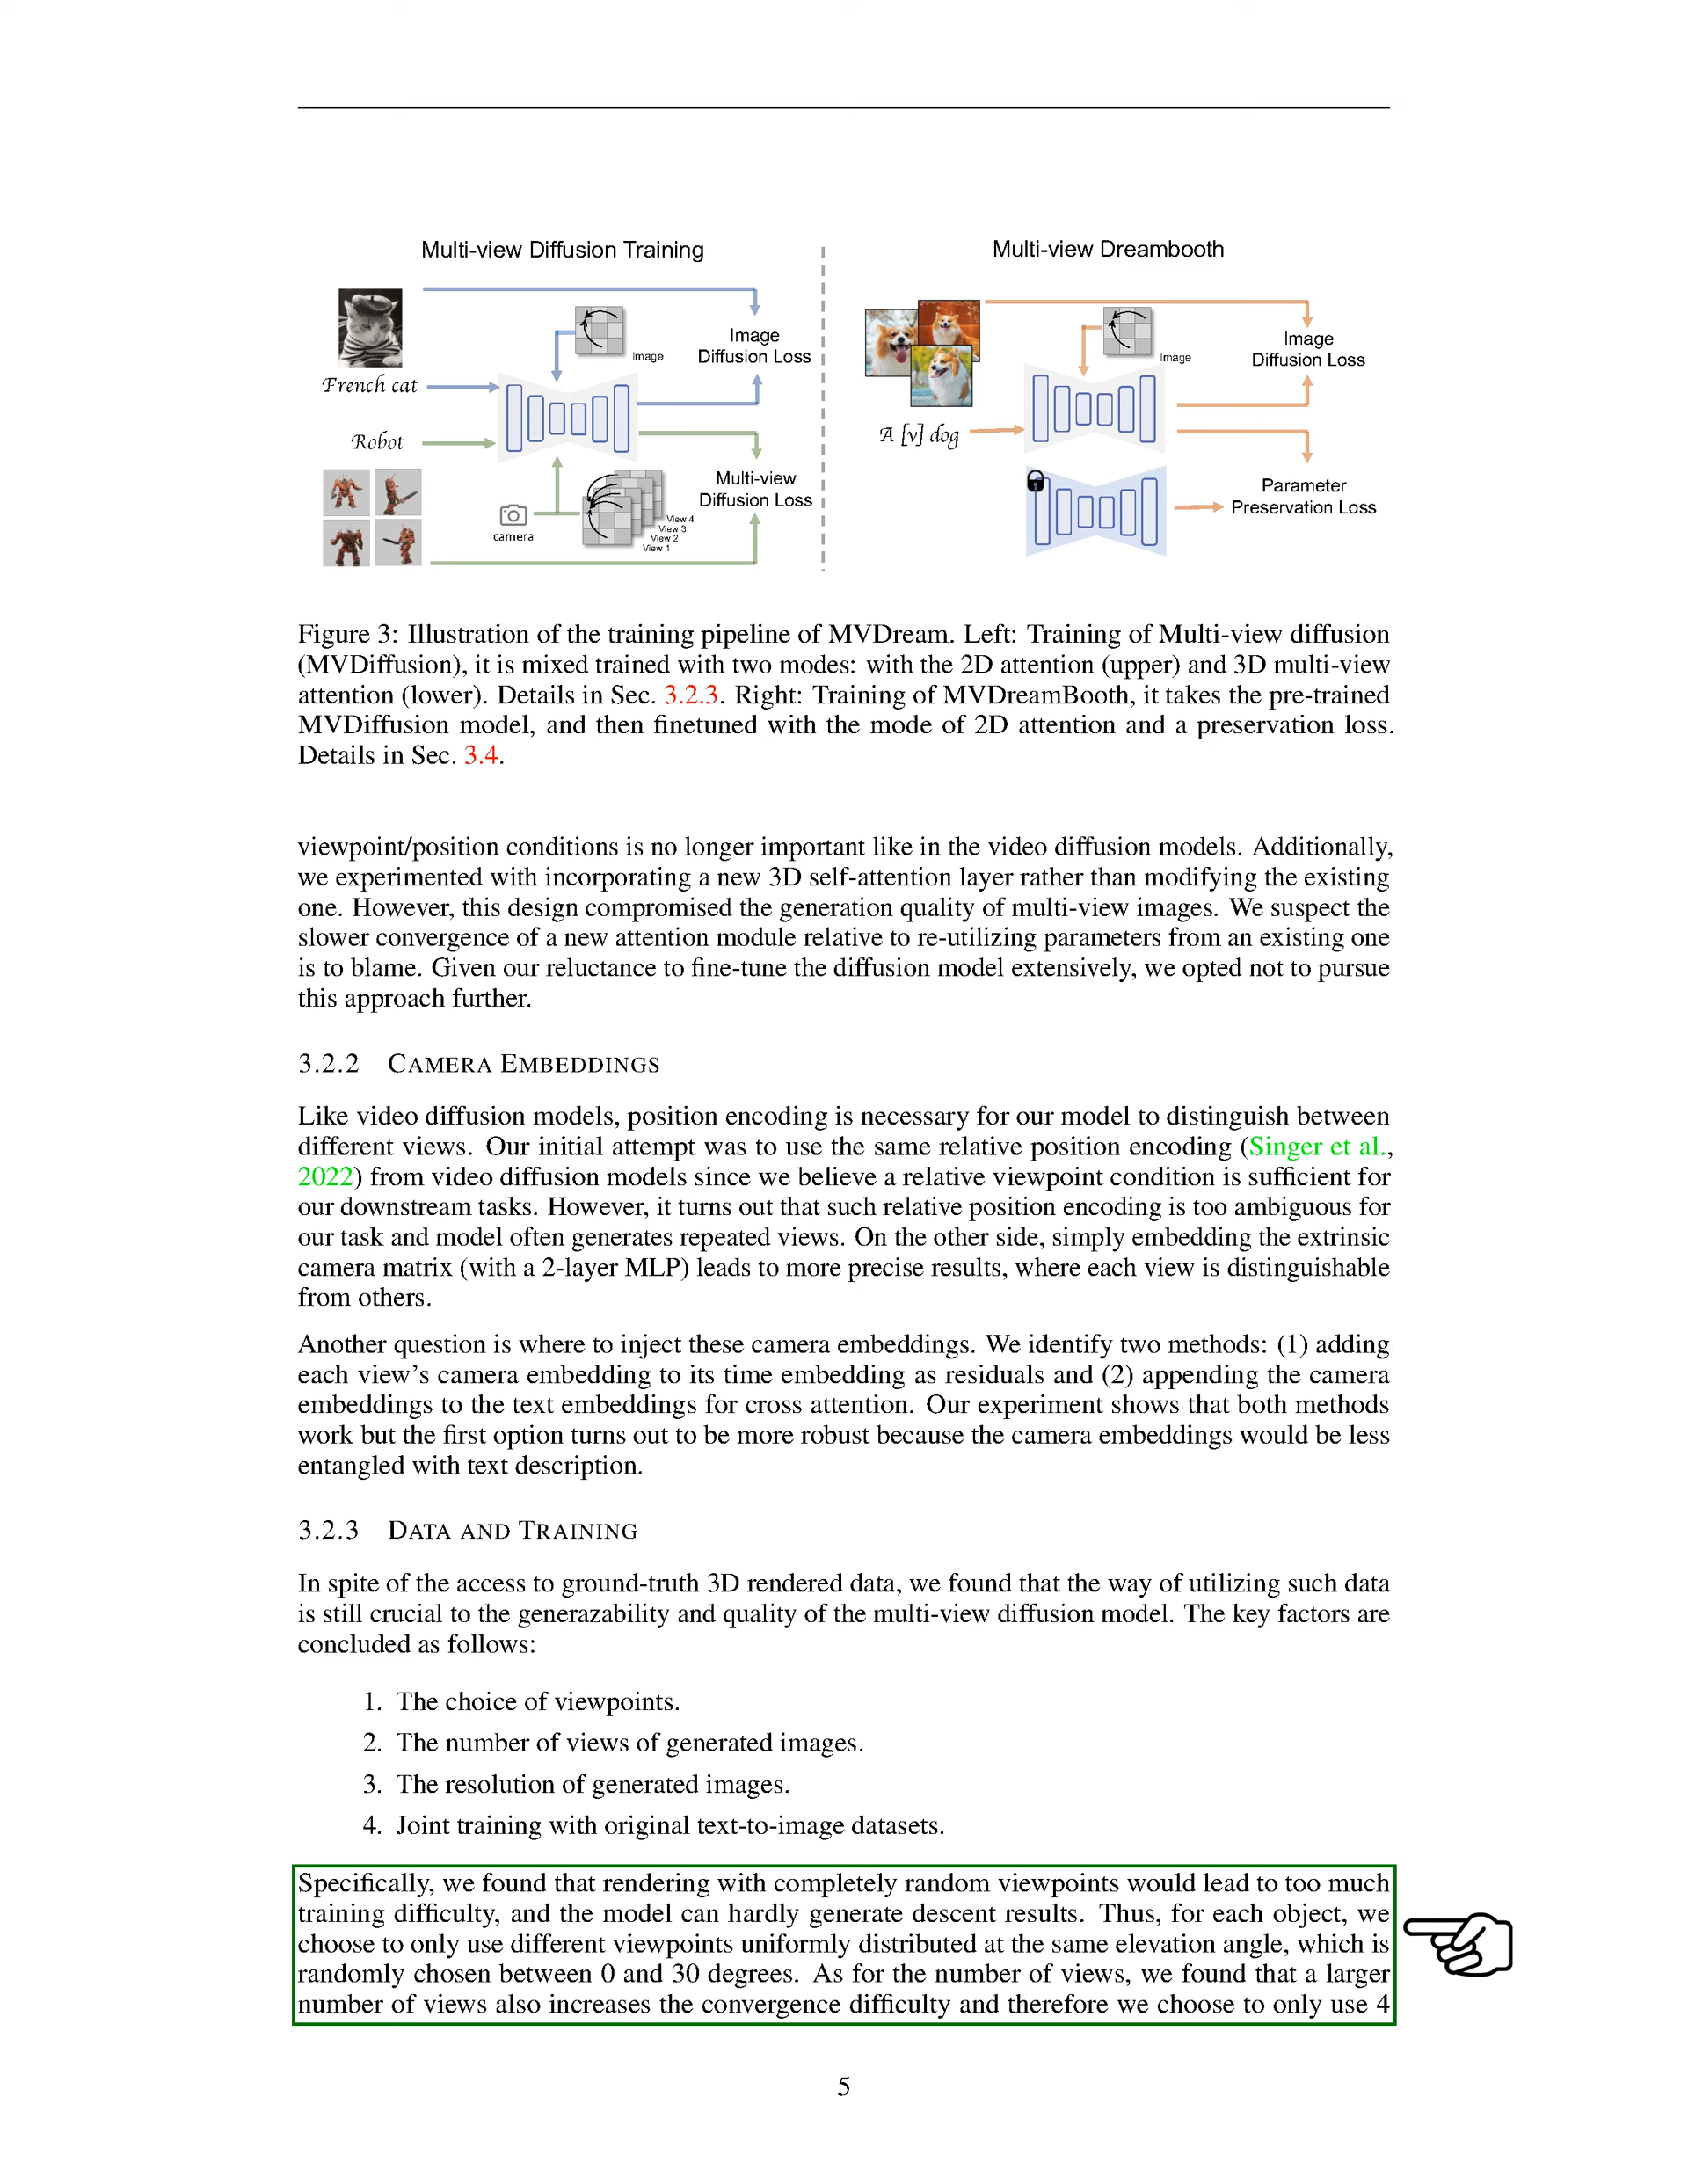 Multi-view Diffusion Training
Multi-view Dreambooth
Image
Image
Diffusion Loss
French cat
Robot
camera
View 4
View 3
View 2
View 1
Multi-view
Diffusion Loss
Image
Image
Diffusion Loss
A [v] dog
Parameter
Preservation Loss
Figure 3: Illustration of the training pipeline of MVDream. Left: Training of Multi-view diffusion
(MVDiffusion), it is mixed trained with two modes: with the 2D attention (upper) and 3D multi-view
attention (lower). Details in Sec. 3.2.3. Right: Training of MVDreamBooth, it takes the pre-trained
MVDiffusion model, and then finetuned with the mode of 2D attention and a preservation loss.
Details in Sec. 3.4.
viewpoint/position conditions is no longer important like in the video diffusion models. Additionally,
we experimented with incorporating a new 3D self-attention layer rather than modifying the existing
one. However, this design compromised the generation quality of multi-view images. We suspect the
slower convergence of a new attention module relative to re-utilizing parameters from an existing one
is to blame. Given our reluctance to fine-tune the diffusion model extensively, we opted not to pursue
this approach further.
3.2.2 CAMERA EMBEDDINGS
Like video diffusion models, position encoding is necessary for our model to distinguish between
different views. Our initial attempt was to use the same relative position encoding (Singer et al.,
2022) from video diffusion models since we believe a relative viewpoint condition is sufficient for
our downstream tasks. However, it turns out that such relative position encoding is too ambiguous for
our task and model often generates repeated views. On the other side, simply embedding the extrinsic
camera matrix (with a 2-layer MLP) leads to more precise results, where each view is distinguishable
from others.
Another question is where to inject these camera embeddings. We identify two methods: (1) adding
each view's camera embedding to its time embedding as residuals and (2) appending the camera
embeddings to the text embeddings for cross attention. Our experiment shows that both methods
work but the first option turns out to be more robust because the camera embeddings would be less
entangled with text description.
3.2.3 DATA AND TRAINING
In spite of the access to ground-truth 3D rendered data, we found that the way of utilizing such data
is still crucial to the generazability and quality of the multi-view diffusion model. The key factors are
concluded as follows:
1. The choice of viewpoints.
2. The number of views of generated images.
3. The resolution of generated images.
4. Joint training with original text-to-image datasets.
Specifically, we found that rendering with completely random viewpoints would lead to too much
training difficulty, and the model can hardly generate descent results. Thus, for each object, we
choose to only use different viewpoints uniformly distributed at the same elevation angle, which is
randomly chosen between 0 and 30 degrees. As for the number of views, we found that a larger
number of views also increases the convergence difficulty and therefore we choose to only use 4
5